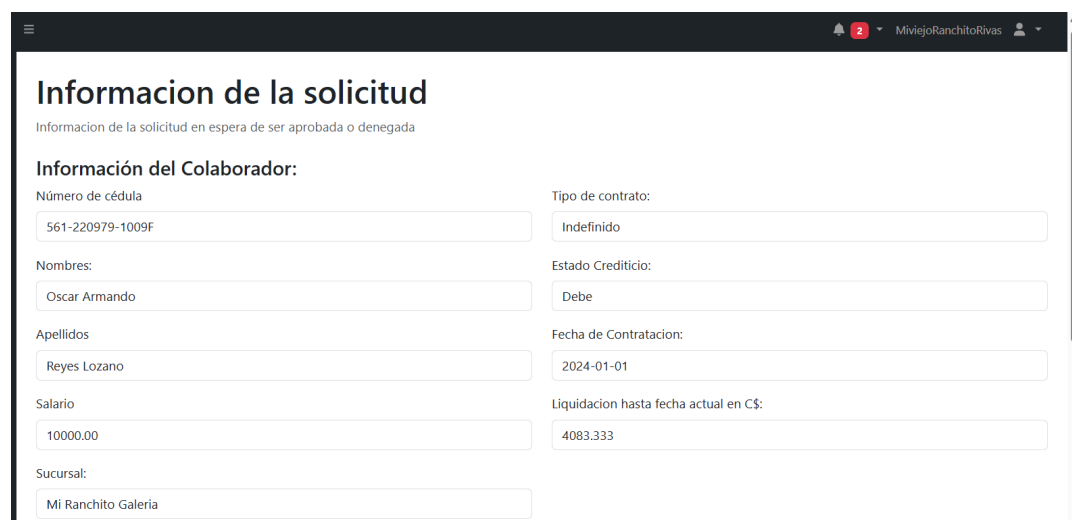 2 MiviejoRanchitoRivas
Informacion de la solicitud
Informacion de la solicitud en espera de ser aprobada o denegada
Información del Colaborador:
Número de cédula
561-220979-1009F
Tipo de contrato:
Indefinido
Nombres:
Oscar Armando
Estado Crediticio:
Debe
Apellidos
Reyes Lozano
Fecha de Contratacion:
2024-01-01
Salario
10000.00
Liquidacion hasta fecha actual en C$:
4083.333
Sucursal:
Mi Ranchito Galeria